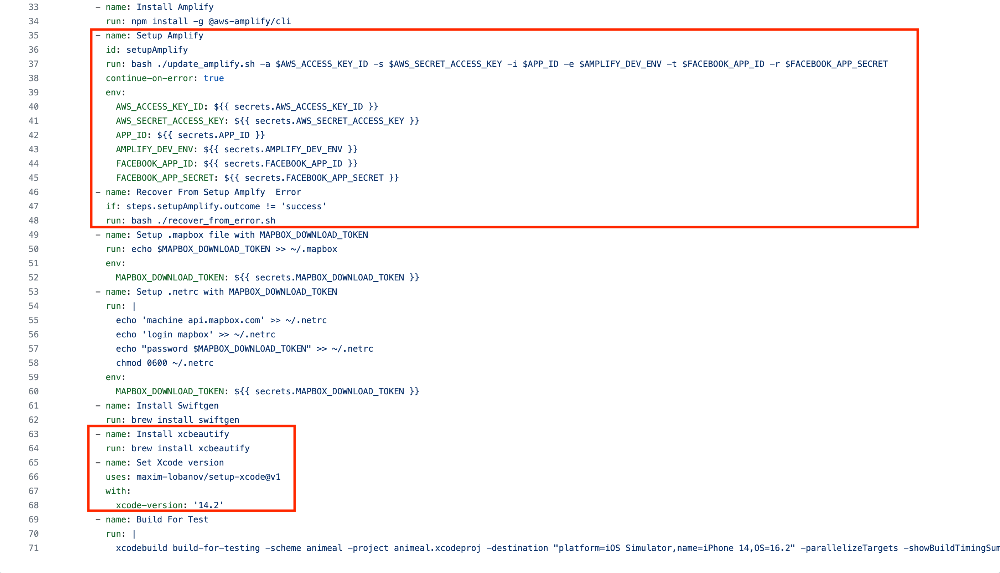 33 - name: Install Amplify
34 run: npm install -g @aws-amplify/cli
35 - name: Setup Amplify
36 id: setupAmplify
37 run: bash ./update_amplify.sh -a $AWS_ACCESS_KEY_ID -s $AWS_SECRET_ACCESS_KEY -i $APP_ID -e $AMPLIFY_DEV_ENV -t $FACEBOOK_APP_ID -r $FACEBOOK_APP_SECRET
38 continue-on-error: true
39 env:
40 AWS_ACCESS_KEY_ID: ${{ secrets.AWS_ACCESS_KEY_ID }}
41 AWS_SECRET_ACCESS_KEY: ${{ secrets.AWS_SECRET_ACCESS_KEY }}
42 APP_ID: ${{ secrets.APP_ID }}
43 AMPLIFY_DEV_ENV: ${{ secrets.AMPLIFY_DEV_ENV }}
44 FACEBOOK_APP_ID: ${{ secrets.FACEBOOK_APP_ID }}
45 FACEBOOK_APP_SECRET: ${{ secrets.FACEBOOK_APP_SECRET }}
46 - name: Recover From Setup Amplfy  Error
47 if: steps.setupAmplify.outcome != 'success'
48 run: bash ./recover_from_error.sh
49 - name: Setup .mapbox file with MAPBOX_DOWNLOAD_TOKEN
50 run: echo $MAPBOX_DOWNLOAD_TOKEN >> ~/.mapbox
51 env:
52 MAPBOX_DOWNLOAD_TOKEN: ${{ secrets.MAPBOX_DOWNLOAD_TOKEN }}
53 - name: Setup .netrc with MAPBOX_DOWNLOAD_TOKEN
54 run: |
55 echo 'machine api.mapbox.com' >> ~/.netrc
56 echo 'login mapbox' >> ~/.netrc
57 echo "password $MAPBOX_DOWNLOAD_TOKEN" >> ~/.netrc
58 chmod 0600 ~/.netrc
59 env:
60 MAPBOX_DOWNLOAD_TOKEN: ${{ secrets.MAPBOX_DOWNLOAD_TOKEN }}
61 - name: Install Swiftgen
62 run: brew install swiftgen
63 - name: Install xcbeautify
64 run: brew install xcbeautify
65 - name: Set Xcode version
66 uses: maxim-lobanov/setup-xcode@v1
67 with:
68 xcode-version: '14.2'
69 - name: Build For Test
70 run: |
71 xcodebuild build-for-testing -scheme animeal -project animeal.xcodeproj -destination "platform=iOS Simulator,name=iPhone 14,OS=16.2" -parallelizeTargets -showBuildTimingSum